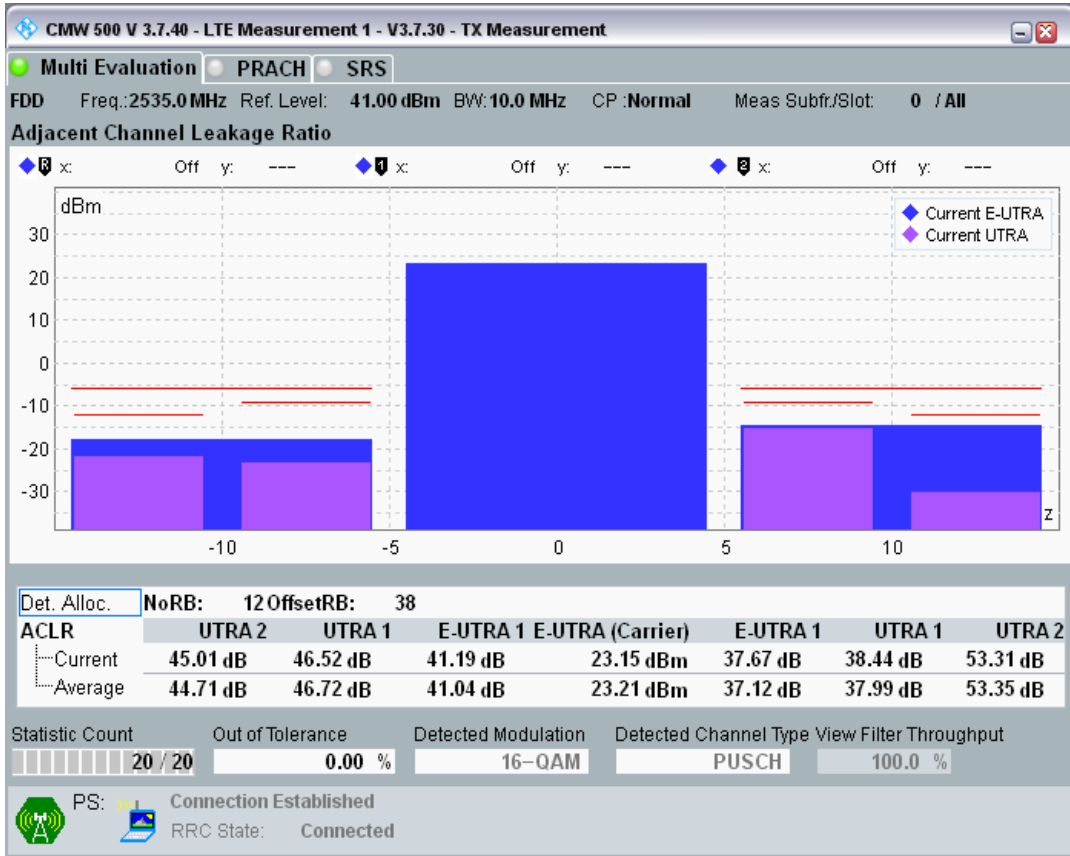 CMW 500 V 3.7.40 - LTE Measurement 1 - V3.7.30 - TX Measurement
Multi Evaluation PRACH SRS
FDD Freq.:2535.0 MHz Ref. Level: 41.00 dBm BW:10.0 MHz CP :Normal Meas Subfr./Slot: 0 / All
Adjacent Channel Leakage Ratio
R x: Off y: --- 1 x: Off y: --- 2 x: Off y: ---
dBm
Current E-UTRA
Current UTRA
30
20
10
0
-10
-20
-30
z
-10 -5 0 5 10
Det. Alloc. NoRB: 12 OffsetRB: 38
ACLR UTRA 2 UTRA 1 E-UTRA 1 E-UTRA (Carrier) E-UTRA 1 UTRA 1 UTRA 2
Current 45.01 dB 46.52 dB 41.19 dB 23.15 dBm 37.67 dB 38.44 dB 53.31 dB
Average 44.71 dB 46.72 dB 41.04 dB 23.21 dBm 37.12 dB 37.99 dB 53.35 dB
Statistic Count Out of Tolerance Detected Modulation Detected Channel Type View Filter Throughput
20 / 20 0.00 % 16-QAM PUSCH 100.0 %
PS: Connection Established
RRC State: Connected